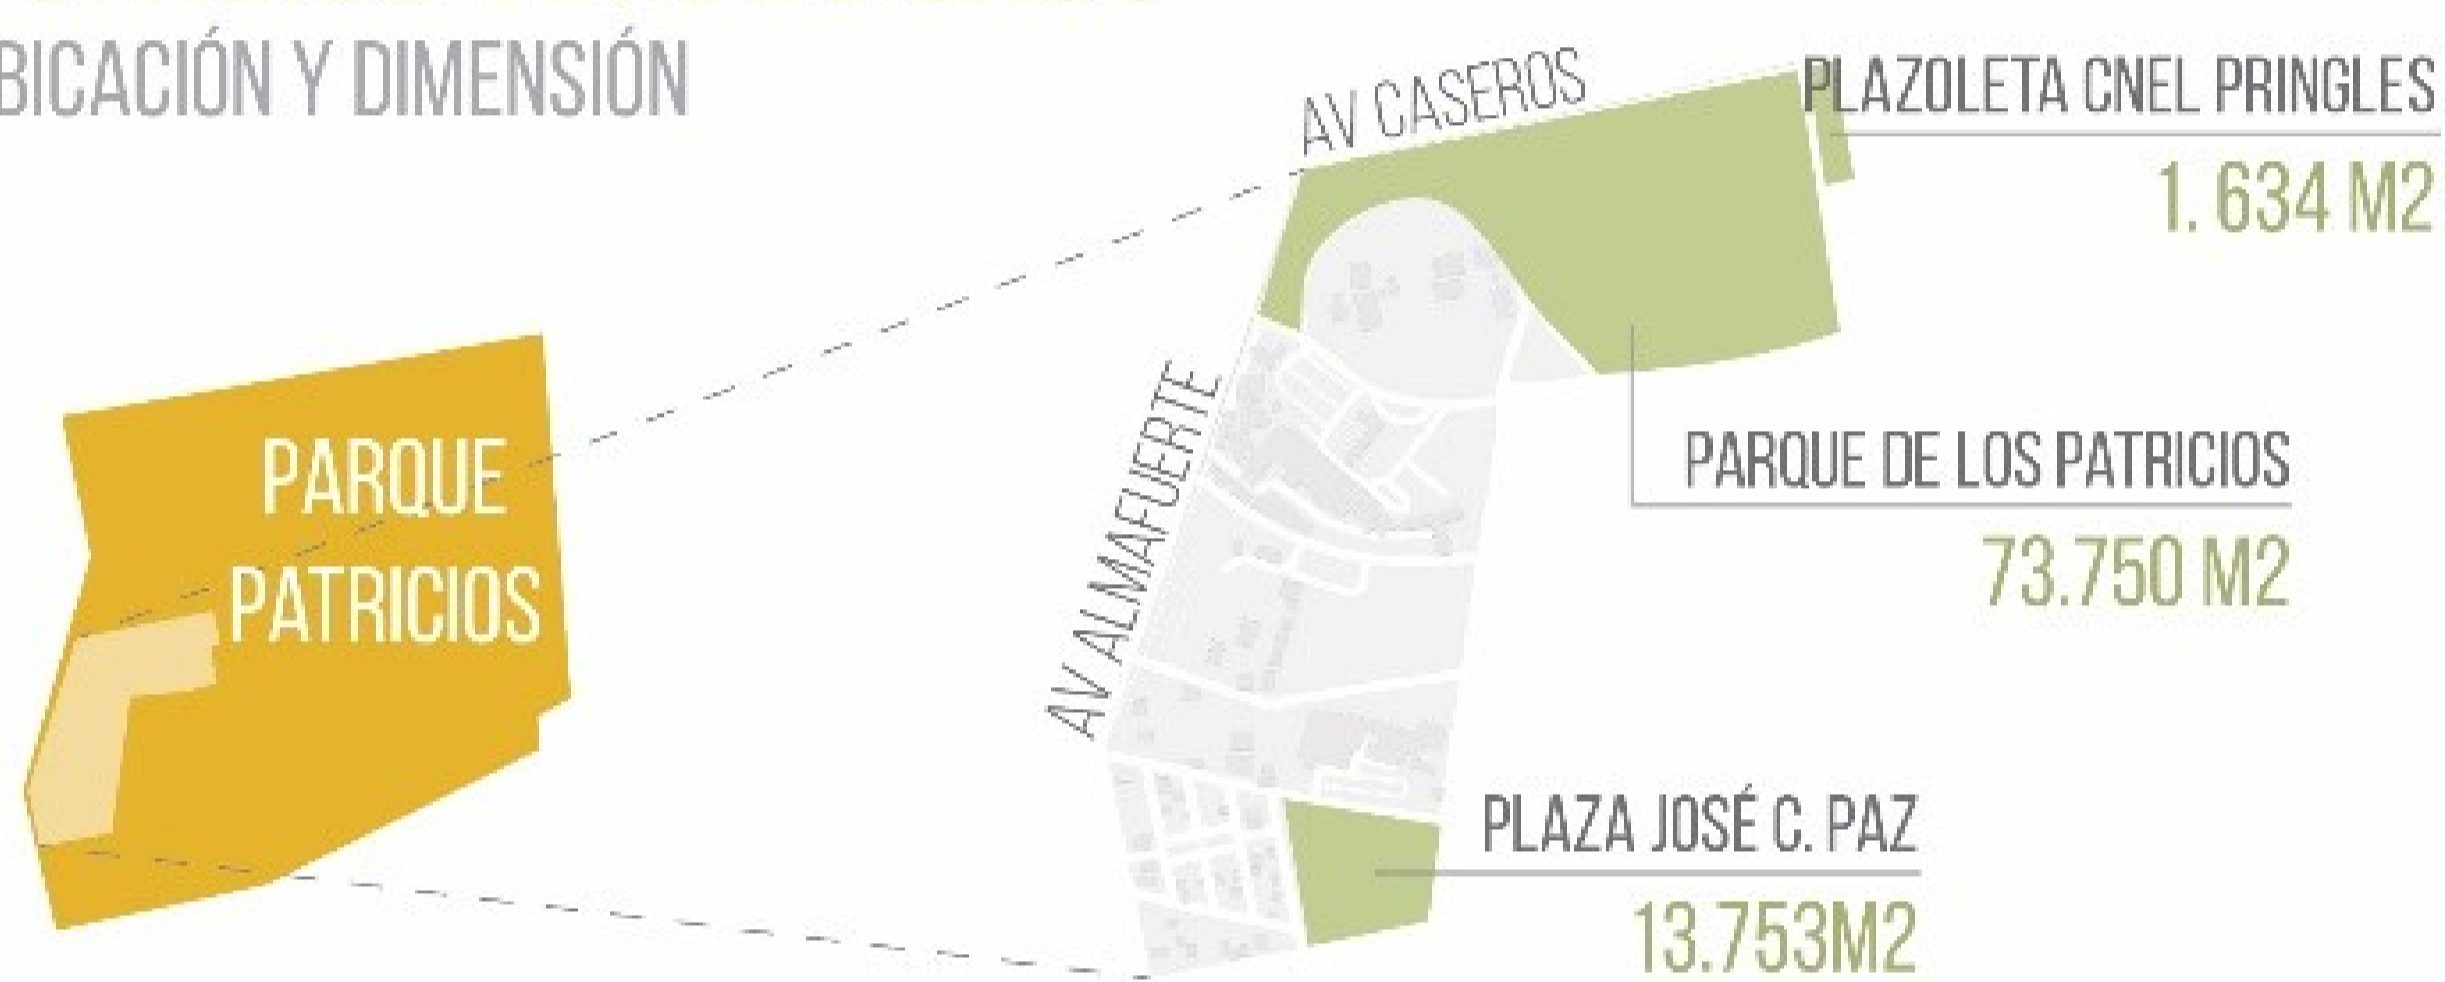 BICACIÓN Y DIMENSIÓN
AV CASEROS
PLAZOLETA CNEL PRINGLES
1. 634 M2
PARQUE
PATRICIOS
AV ALMAFUERTE
PARQUE DE LOS PATRICIOS
73.750 M2
PLAZA JOSÉ C. PAZ
13.753M2